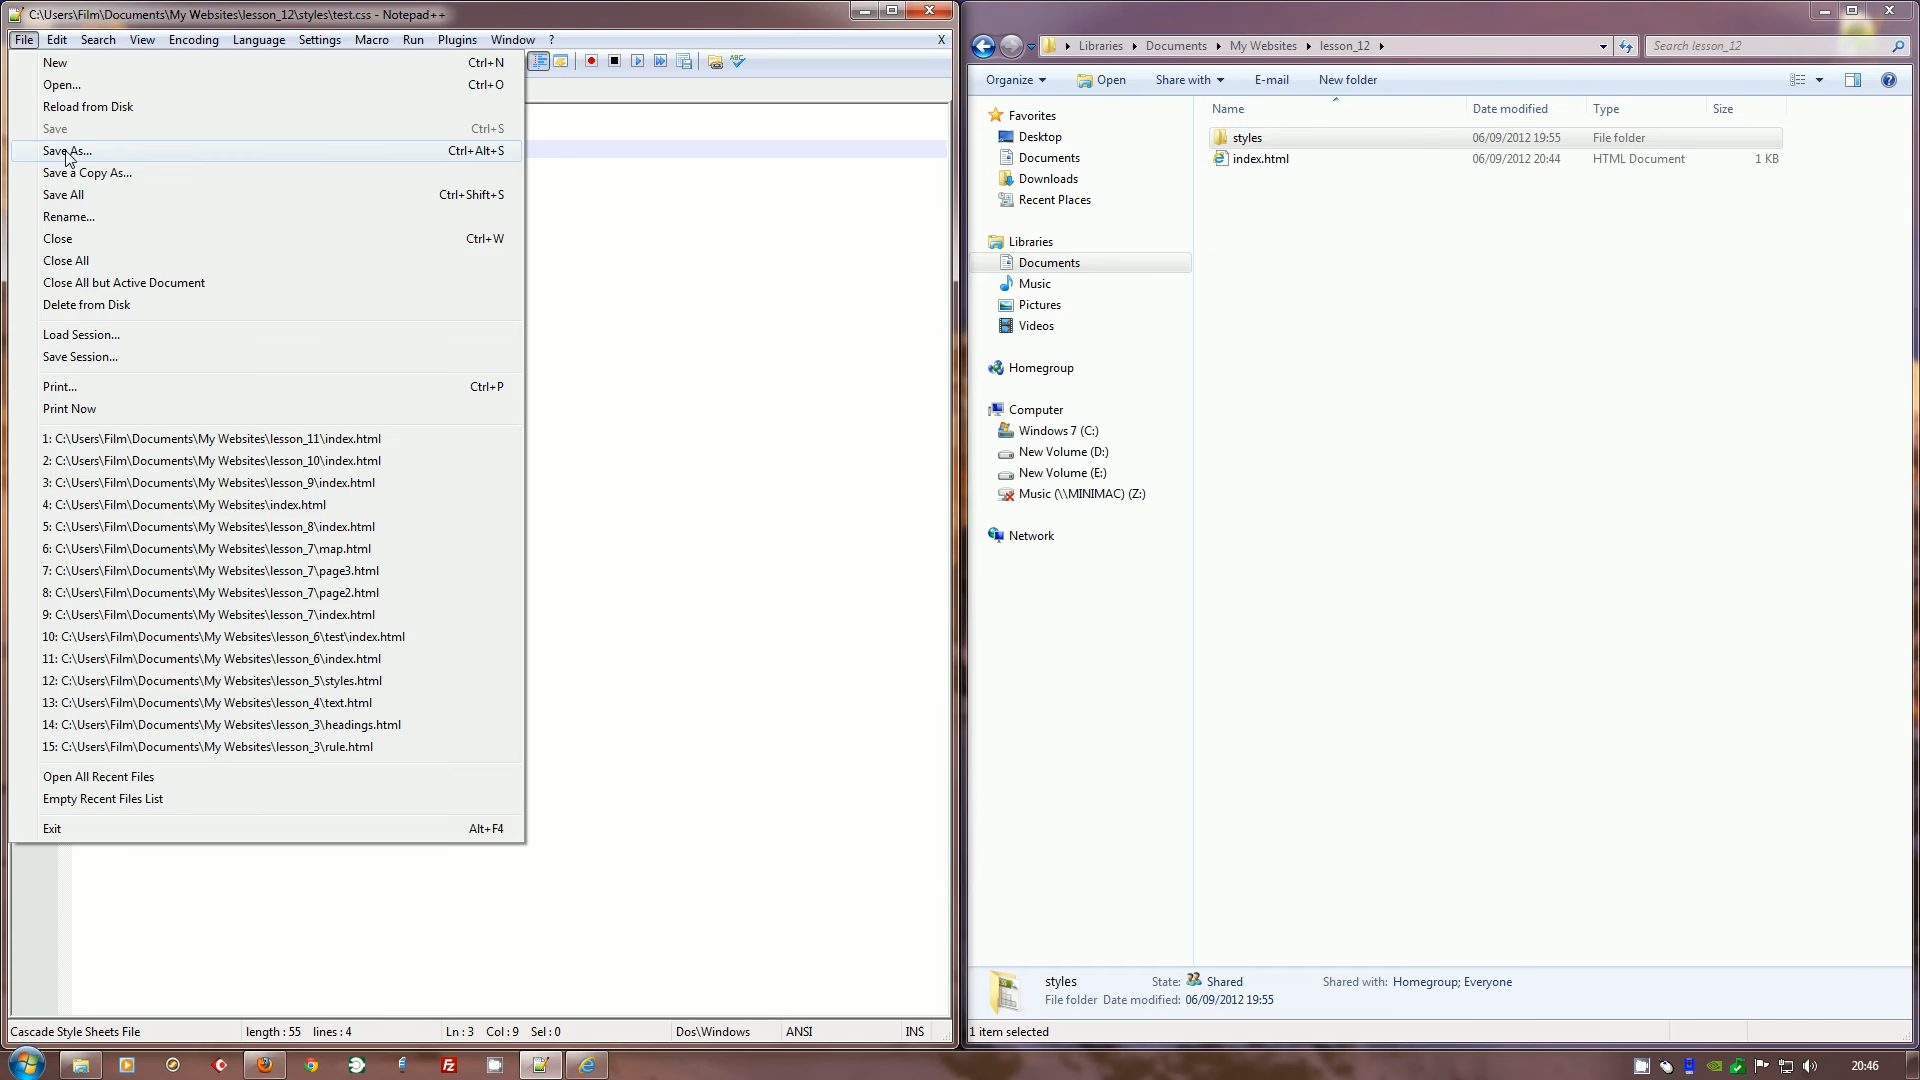 C:\Users\Film\Documents\My Websites\lesson_12\styles\test.css - Notepad++
File Edit Search View Encoding Language Settings Macro Run Plugins Window ? X
New Ctrl+N
Open... Ctrl+O
Reload from Disk
Save Ctrl+S
Save As... Ctrl+Alt+S
Save a Copy As...
Save All Ctrl+Shift+S
Rename...
Close Ctrl+W
Close All
Close All but Active Document
Delete from Disk
Load Session...
Save Session...
Print... Ctrl+P
Print Now
1: C:\Users\Film\Documents\My Websites\lesson_11\index.html
2: C:\Users\Film\Documents\My Websites\lesson_10\index.html
3: C:\Users\Film\Documents\My Websites\lesson_9\index.html
4: C:\Users\Film\Documents\My Websites\index.html
5: C:\Users\Film\Documents\My Websites\lesson_8\index.html
6: C:\Users\Film\Documents\My Websites\lesson_7\map.html
7: C:\Users\Film\Documents\My Websites\lesson_7\page3.html
8: C:\Users\Film\Documents\My Websites\lesson_7\page2.html
9: C:\Users\Film\Documents\My Websites\lesson_7\index.html
10: C:\Users\Film\Documents\My Websites\lesson_6\test\index.html
11: C:\Users\Film\Documents\My Websites\lesson_6\index.html
12: C:\Users\Film\Documents\My Websites\lesson_5\styles.html
13: C:\Users\Film\Documents\My Websites\lesson_4\text.html
14: C:\Users\Film\Documents\My Websites\lesson_3\headings.html
15: C:\Users\Film\Documents\My Websites\lesson_3\rule.html
Open All Recent Files
Empty Recent Files List
Exit Alt+F4
Cascade Style Sheets File length : 55 lines : 4 Ln : 3 Col : 9 Sel : 0 Dos\Windows ANSI INS
Libraries Documents My Websites lesson_12 Search lesson_12
Organize Open Share with E-mail New folder
Name Date modified Type Size
styles 06/09/2012 19:55 File folder
index.html 06/09/2012 20:44 HTML Document 1 KB
Favorites
Desktop
Documents
Downloads
Recent Places
Libraries
Documents
Music
Pictures
Videos
Homegroup
Computer
Windows 7 (C:)
New Volume (D:)
New Volume (E:)
Music (\\MINIMAC) (Z:)
Network
styles State: Shared Shared with: Homegroup; Everyone
File folder Date modified: 06/09/2012 19:55
1 item selected
20:46